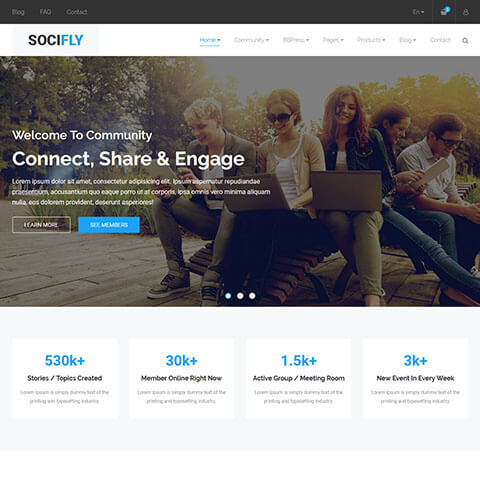 Blog FAQ Contact En 3
SOCIFLY Home Community BBPress Pages Products Blog Contact
Welcome To Community
Connect, Share & Engage
Lorem ipsum dolor sit amet, consectetur adipisicing elit. Ipsum aspernatur repudiandae
praesentium, accusantium quo eaque porro ut at corporis, ipsa omnis vero minima aliquam
nulla, eos dolorem provident, deserunt asperiores!
LEARN MORE SEE MEMBERS
530k+ 30k+ 1.5k+ 3k+
Stories / Topics Created Member Online Right Now Active Group / Meeting Room New Event In Every Week
Lorem Ipsum is simply dummy text of the Lorem Ipsum is simply dummy text of the Lorem Ipsum is simply dummy text of the Lorem Ipsum is simply dummy text of the
printing and typesetting industry. printing and typesetting industry. printing and typesetting industry. printing and typesetting industry.